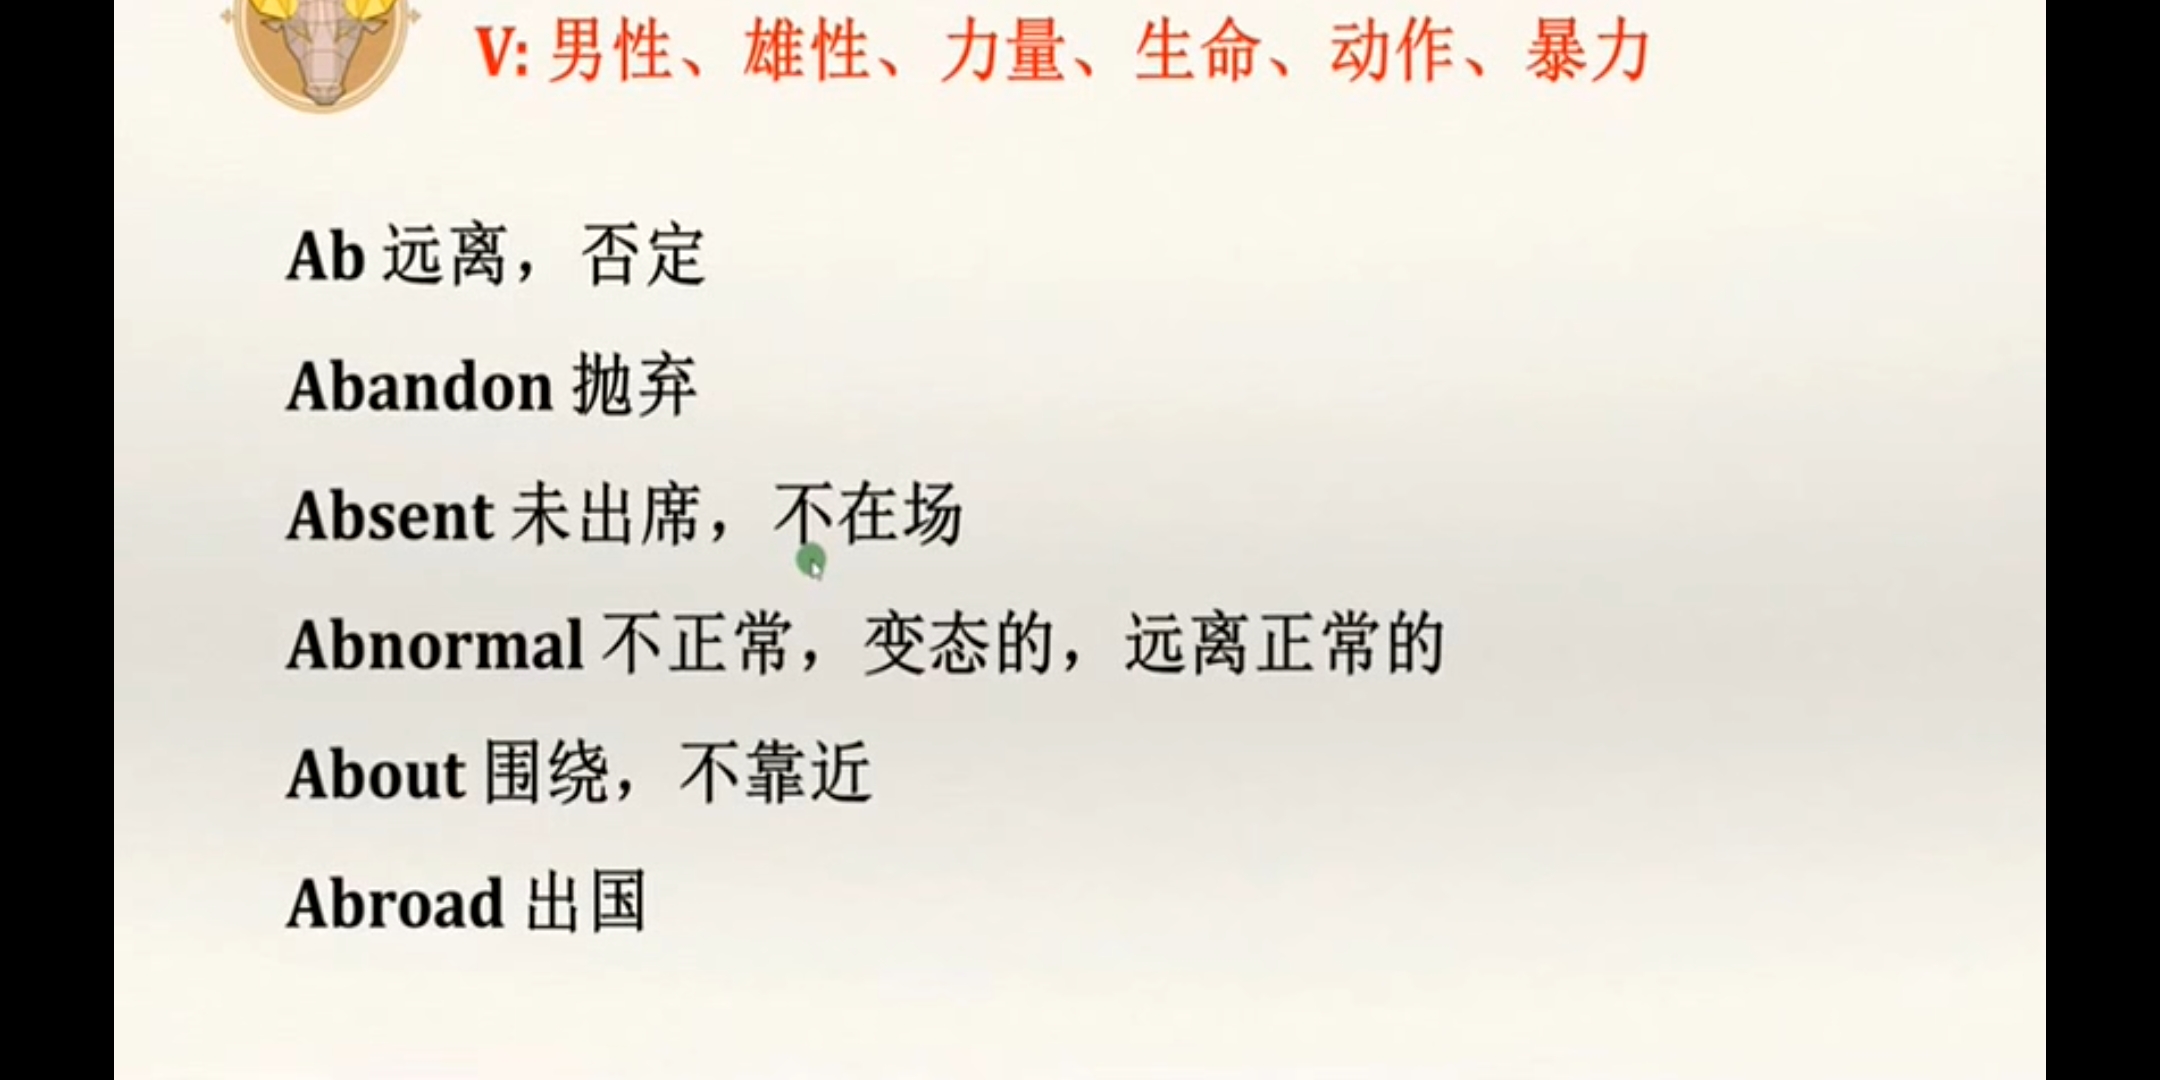 V: 男性、雄性、力量、生命、动作、暴力
Ab 远离，否定
Abandon 抛弃
Absent 未出席，不在场
Abnormal 不正常，变态的，远离正常的
About 围绕，不靠近
Abroad 出国